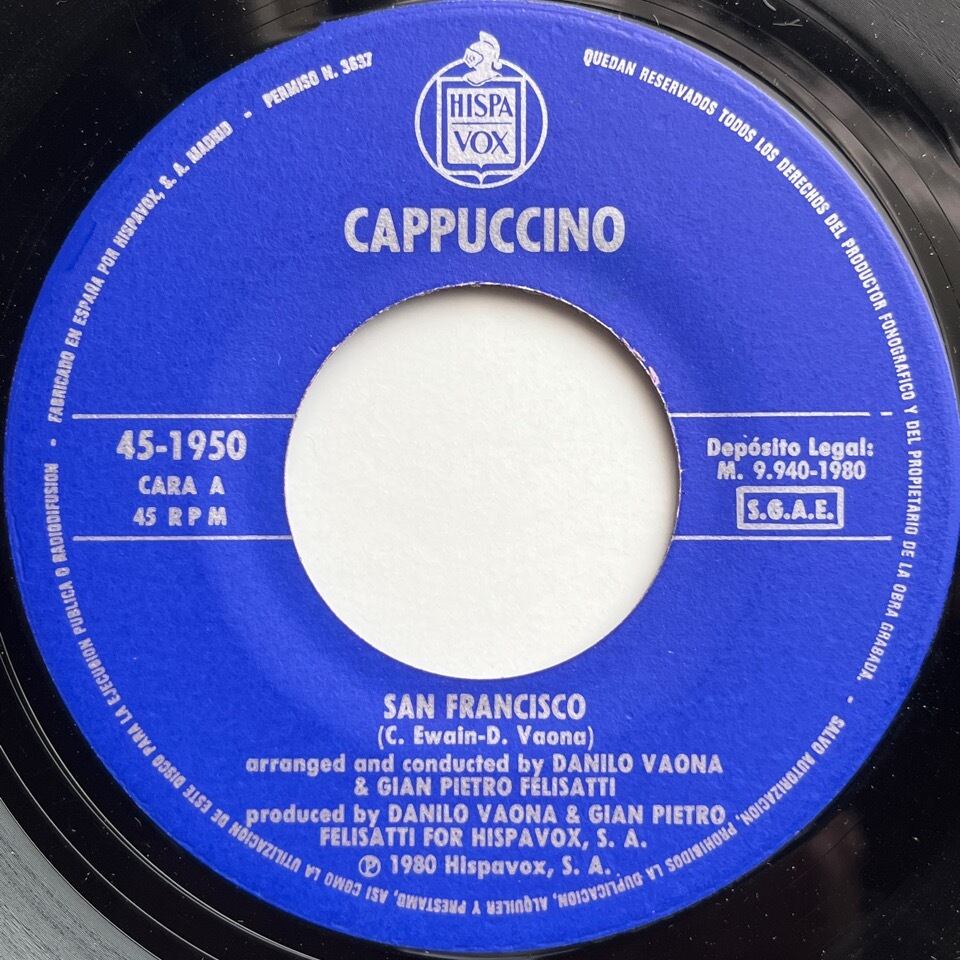 HISPA
VOX
CAPPUCCINO
45-1950
CARA A
45 RPM
Depósito Legal:
M. 9.940-1980
S.G.A.E.
SAN FRANCISCO
(C. Ewain-D. Vaona)
arranged and conducted by DANILO VAONA
& GIAN PIETRO FELISATTI
produced by DANILO VAONA & GIAN PIETRO
FELISATTI FOR HISPAVOX, S. A.
℗ 1980 Hispavox, S. A.
- FABRICADO EN ESPAÑA POR HISPAVOX, S. A. MADRID - PERMISO N. 3637
QUEDAN RESERVADOS TODOS LOS DERECHOS DEL PRODUCTOR FONOGRAFICO Y DEL PROPIETARIO DE LA OBRA GRABADA. - SALVO AUTORIZACION, PROHIBIDOS LA DUPLICACION, ALQUILER Y PRESTAMO, ASI COMO LA UTILIZACION DE ESTE DISCO PARA LA EJECUCION PUBLICA O RADIODIFUSION